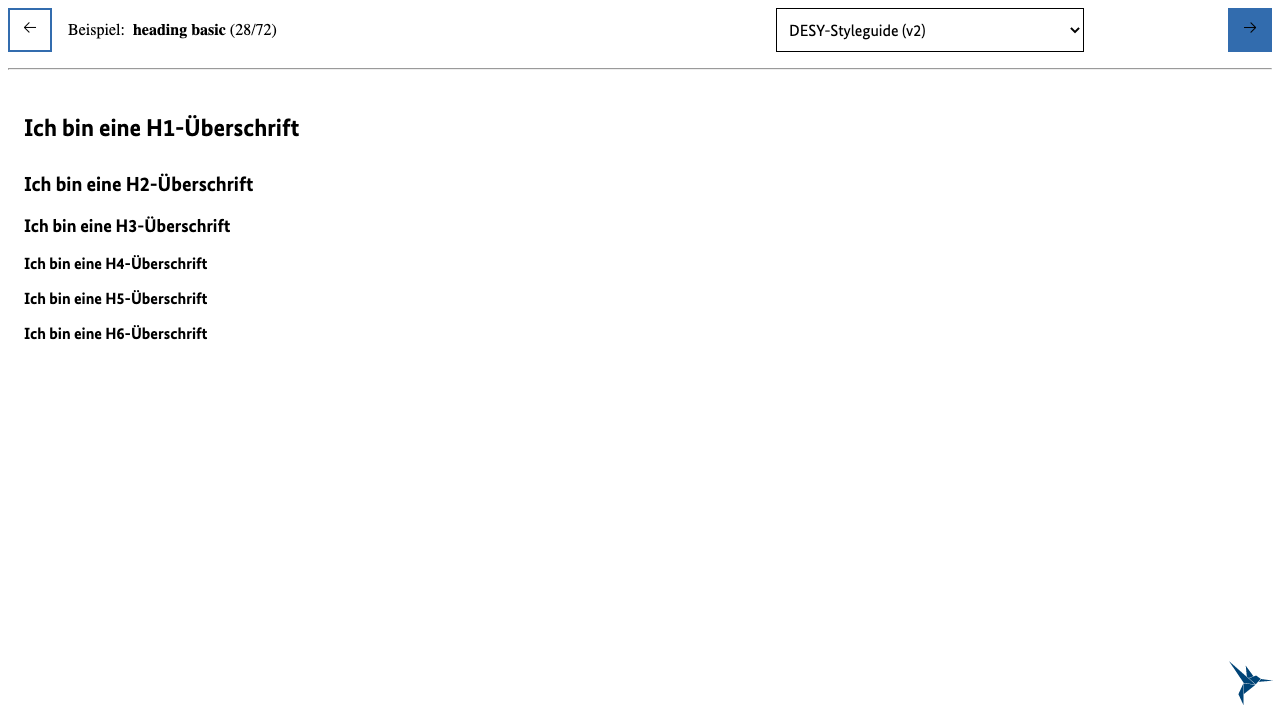 ← Beispiel: heading basic (28/72) DESY-Styleguide (v2) →
Ich bin eine H1-Überschrift
Ich bin eine H2-Überschrift
Ich bin eine H3-Überschrift
Ich bin eine H4-Überschrift
Ich bin eine H5-Überschrift
Ich bin eine H6-Überschrift